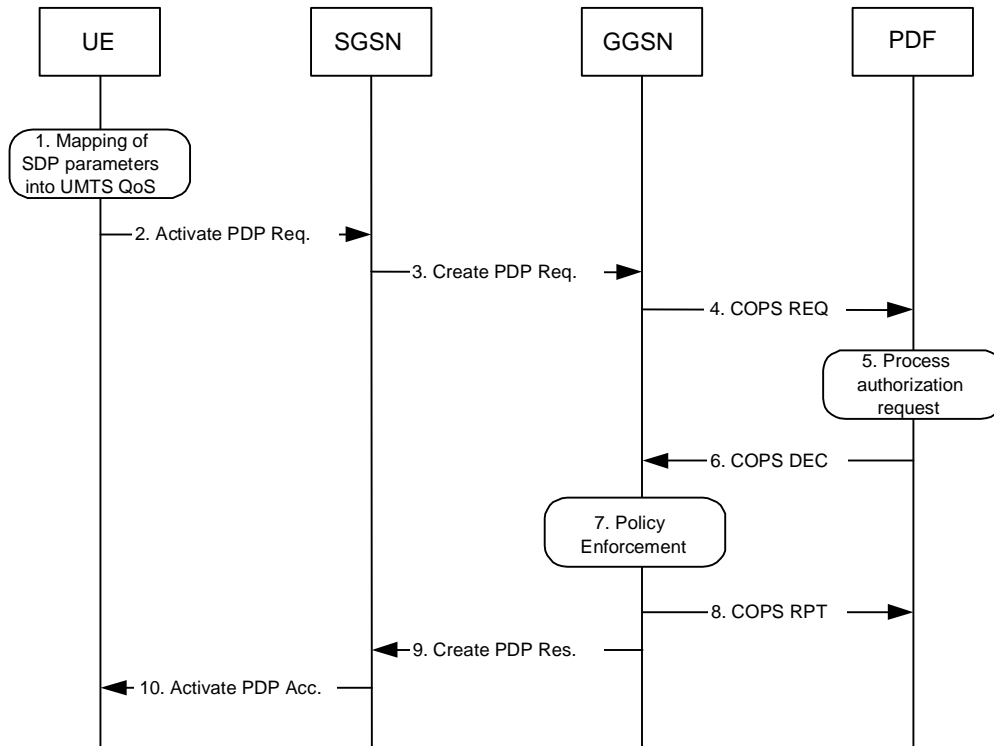 UE
SGSN
GGSN
PDF
1. Mapping of
SDP parameters
into UMTS QoS
2. Activate PDP Req.
3. Create PDP Req.
4. COPS REQ
5. Process
authorization
request
6. COPS DEC
7. Policy
Enforcement
8. COPS RPT
9. Create PDP Res.
10. Activate PDP Acc.